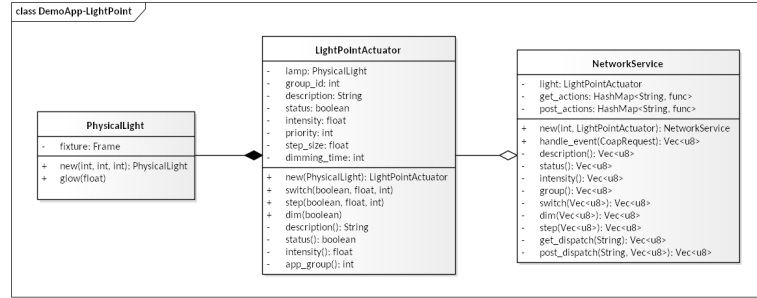 class DemoApp-LightPoint
PhysicalLight
- fixture: Frame
+ new(int, int, int): PhysicalLight
+ glow(float)
LightPointActuator
- lamp: PhysicalLight
- group_id: int
- description: String
- status: boolean
- intensity: float
- priority: int
- step_size: float
- dimming_time: int
+ new(PhysicalLight): LightPointActuator
+ switch(boolean, float, int)
+ step(boolean, float, int)
+ dim(boolean)
- description(): String
- status(): boolean
- intensity(): float
- app_group(): int
NetworkService
- light: LightPointActuator
- get_actions: HashMap<String, func>
- post_actions: HashMap<String, func>
+ new(int, LightPointActuator): NetworkService
+ handle_event(CoapRequest): Vec<u8>
- description(): Vec<u8>
- status(): Vec<u8>
- intensity(): Vec<u8>
- group(): Vec<u8>
- switch(Vec<u8>): Vec<u8>
- dim(Vec<u8>): Vec<u8>
- step(Vec<u8>): Vec<u8>
- get_dispatch(String): Vec<u8>
- post_dispatch(String, Vec<u8>): Vec<u8>